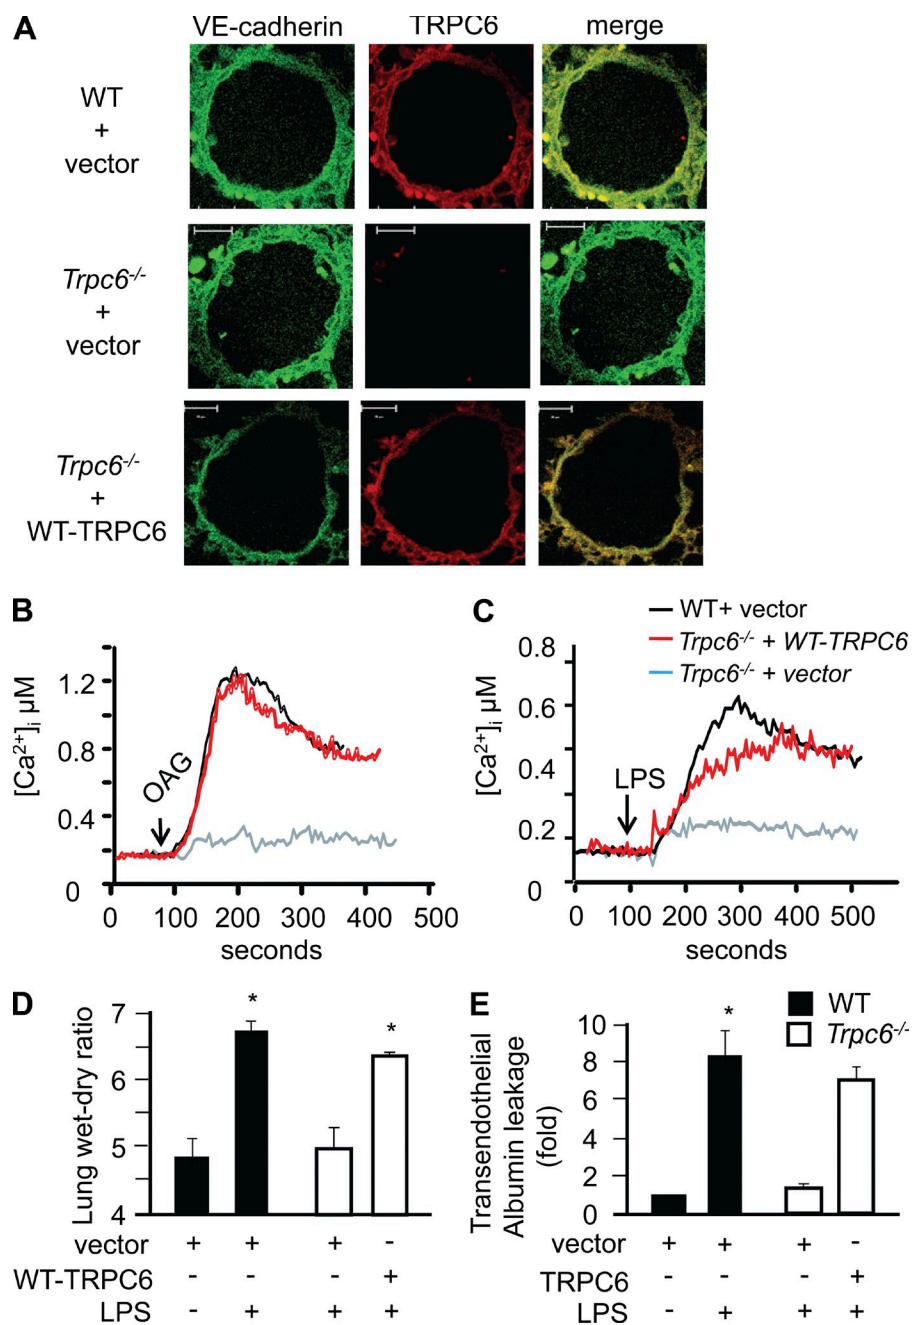 A
VE-cadherin TRPC6 merge
WT
+
vector
Trpc6-/-
+
vector
Trpc6-/-
+
WT-TRPC6
B
[Ca2+]i µM
1.2
0.8
0.4
0
OAG
0 100 200 300 400 500
seconds
C
WT+ vector
Trpc6-/- + WT-TRPC6
Trpc6-/- + vector
[Ca2+]i µM
0.8
0.6
0.4
0.2
0
LPS
0 100 200 300 400 500
seconds
D
Lung wet-dry ratio
7
6
5
4
* *
vector + + + -
WT-TRPC6 - - - +
LPS - + + +
E
WT
Trpc6-/-
Transendothelial
Albumin leakage
(fold)
10
8
6
4
2
0
*
vector + + + -
TRPC6 - - - +
LPS - + + +